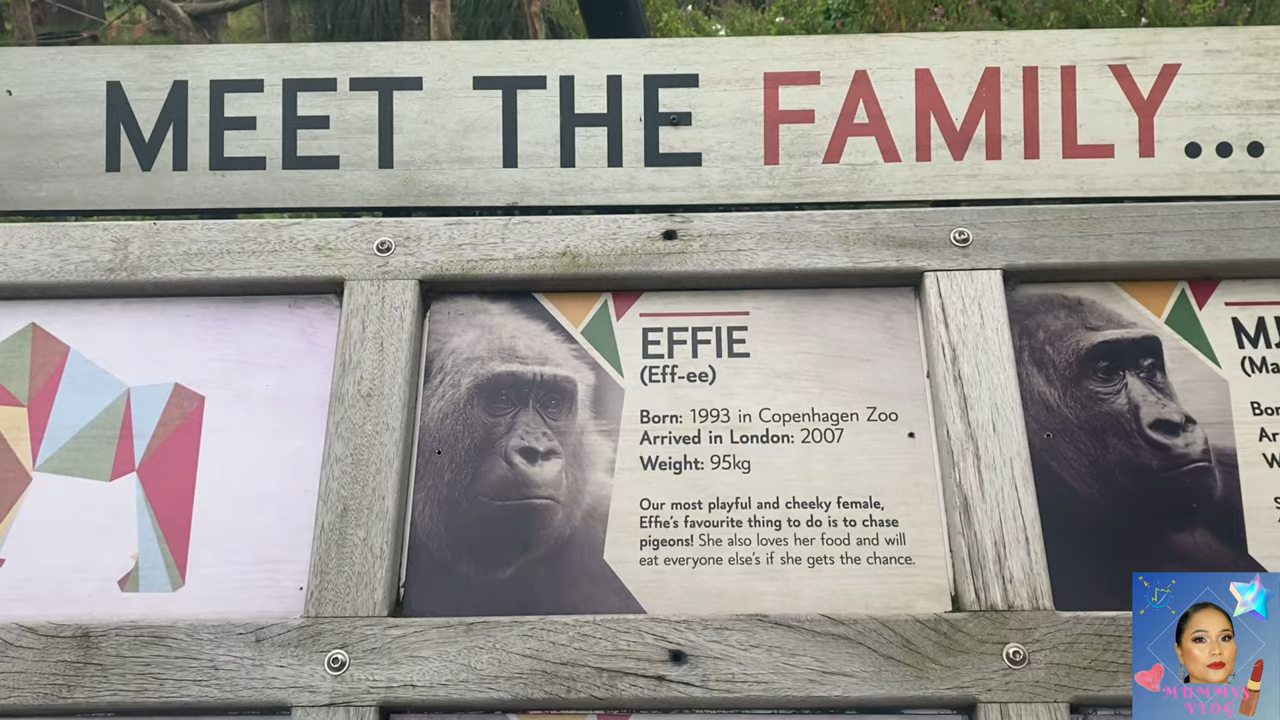 MEET THE FAMILY...
EFFIE
(Eff-ee)
Born: 1993 in Copenhagen Zoo
Arrived in London: 2007
Weight: 95kg
Our most playful and cheeky female,
Effie's favourite thing to do is to chase
pigeons! She also loves her food and will
eat everyone else's if she gets the chance.
(Ma
MUMMYS
VLOG